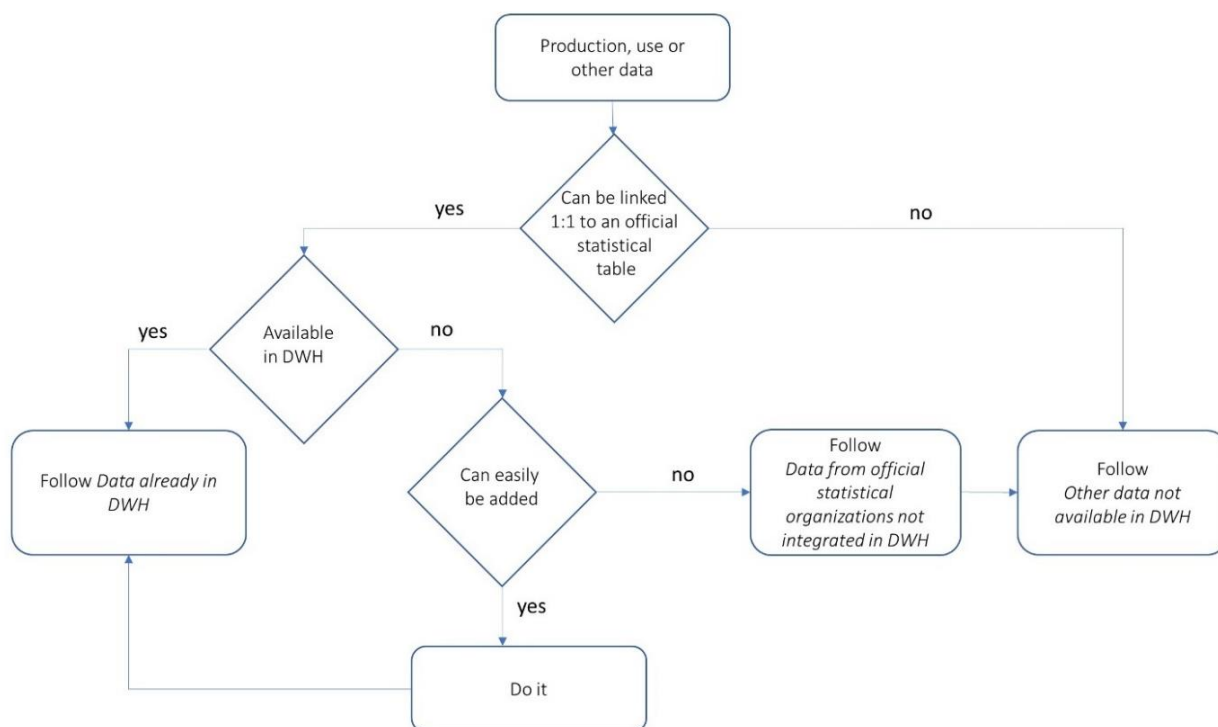 Production, use or
other data
Can be linked
1:1 to an official
statistical
table
yes
no
Available
in DWH
yes
no
Follow Data already in
DWH
Can easily
be added
no
Follow
Data from official
statistical
organizations not
integrated in DWH
Follow
Other data not
available in DWH
yes
Do it